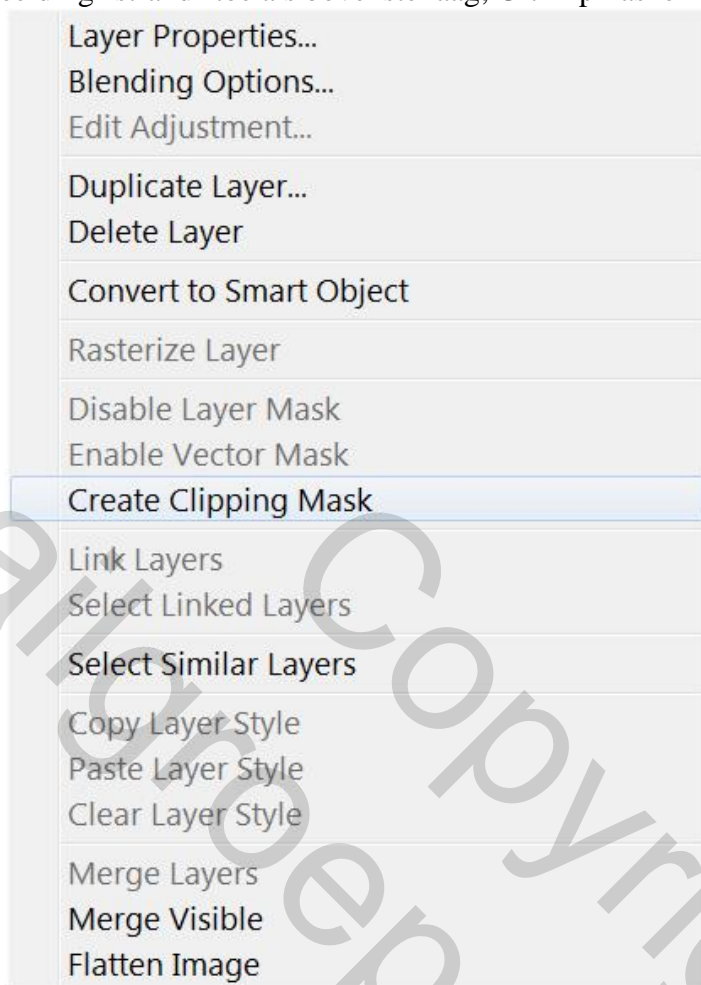 Layer Properties...
Blending Options...
Edit Adjustment...
Duplicate Layer...
Delete Layer
Convert to Smart Object
Rasterize Layer
Disable Layer Mask
Enable Vector Mask
Create Clipping Mask
Link Layers
Select Linked Layers
Select Similar Layers
Copy Layer Style
Paste Layer Style
Clear Layer Style
Merge Layers
Merge Visible
Flatten Image